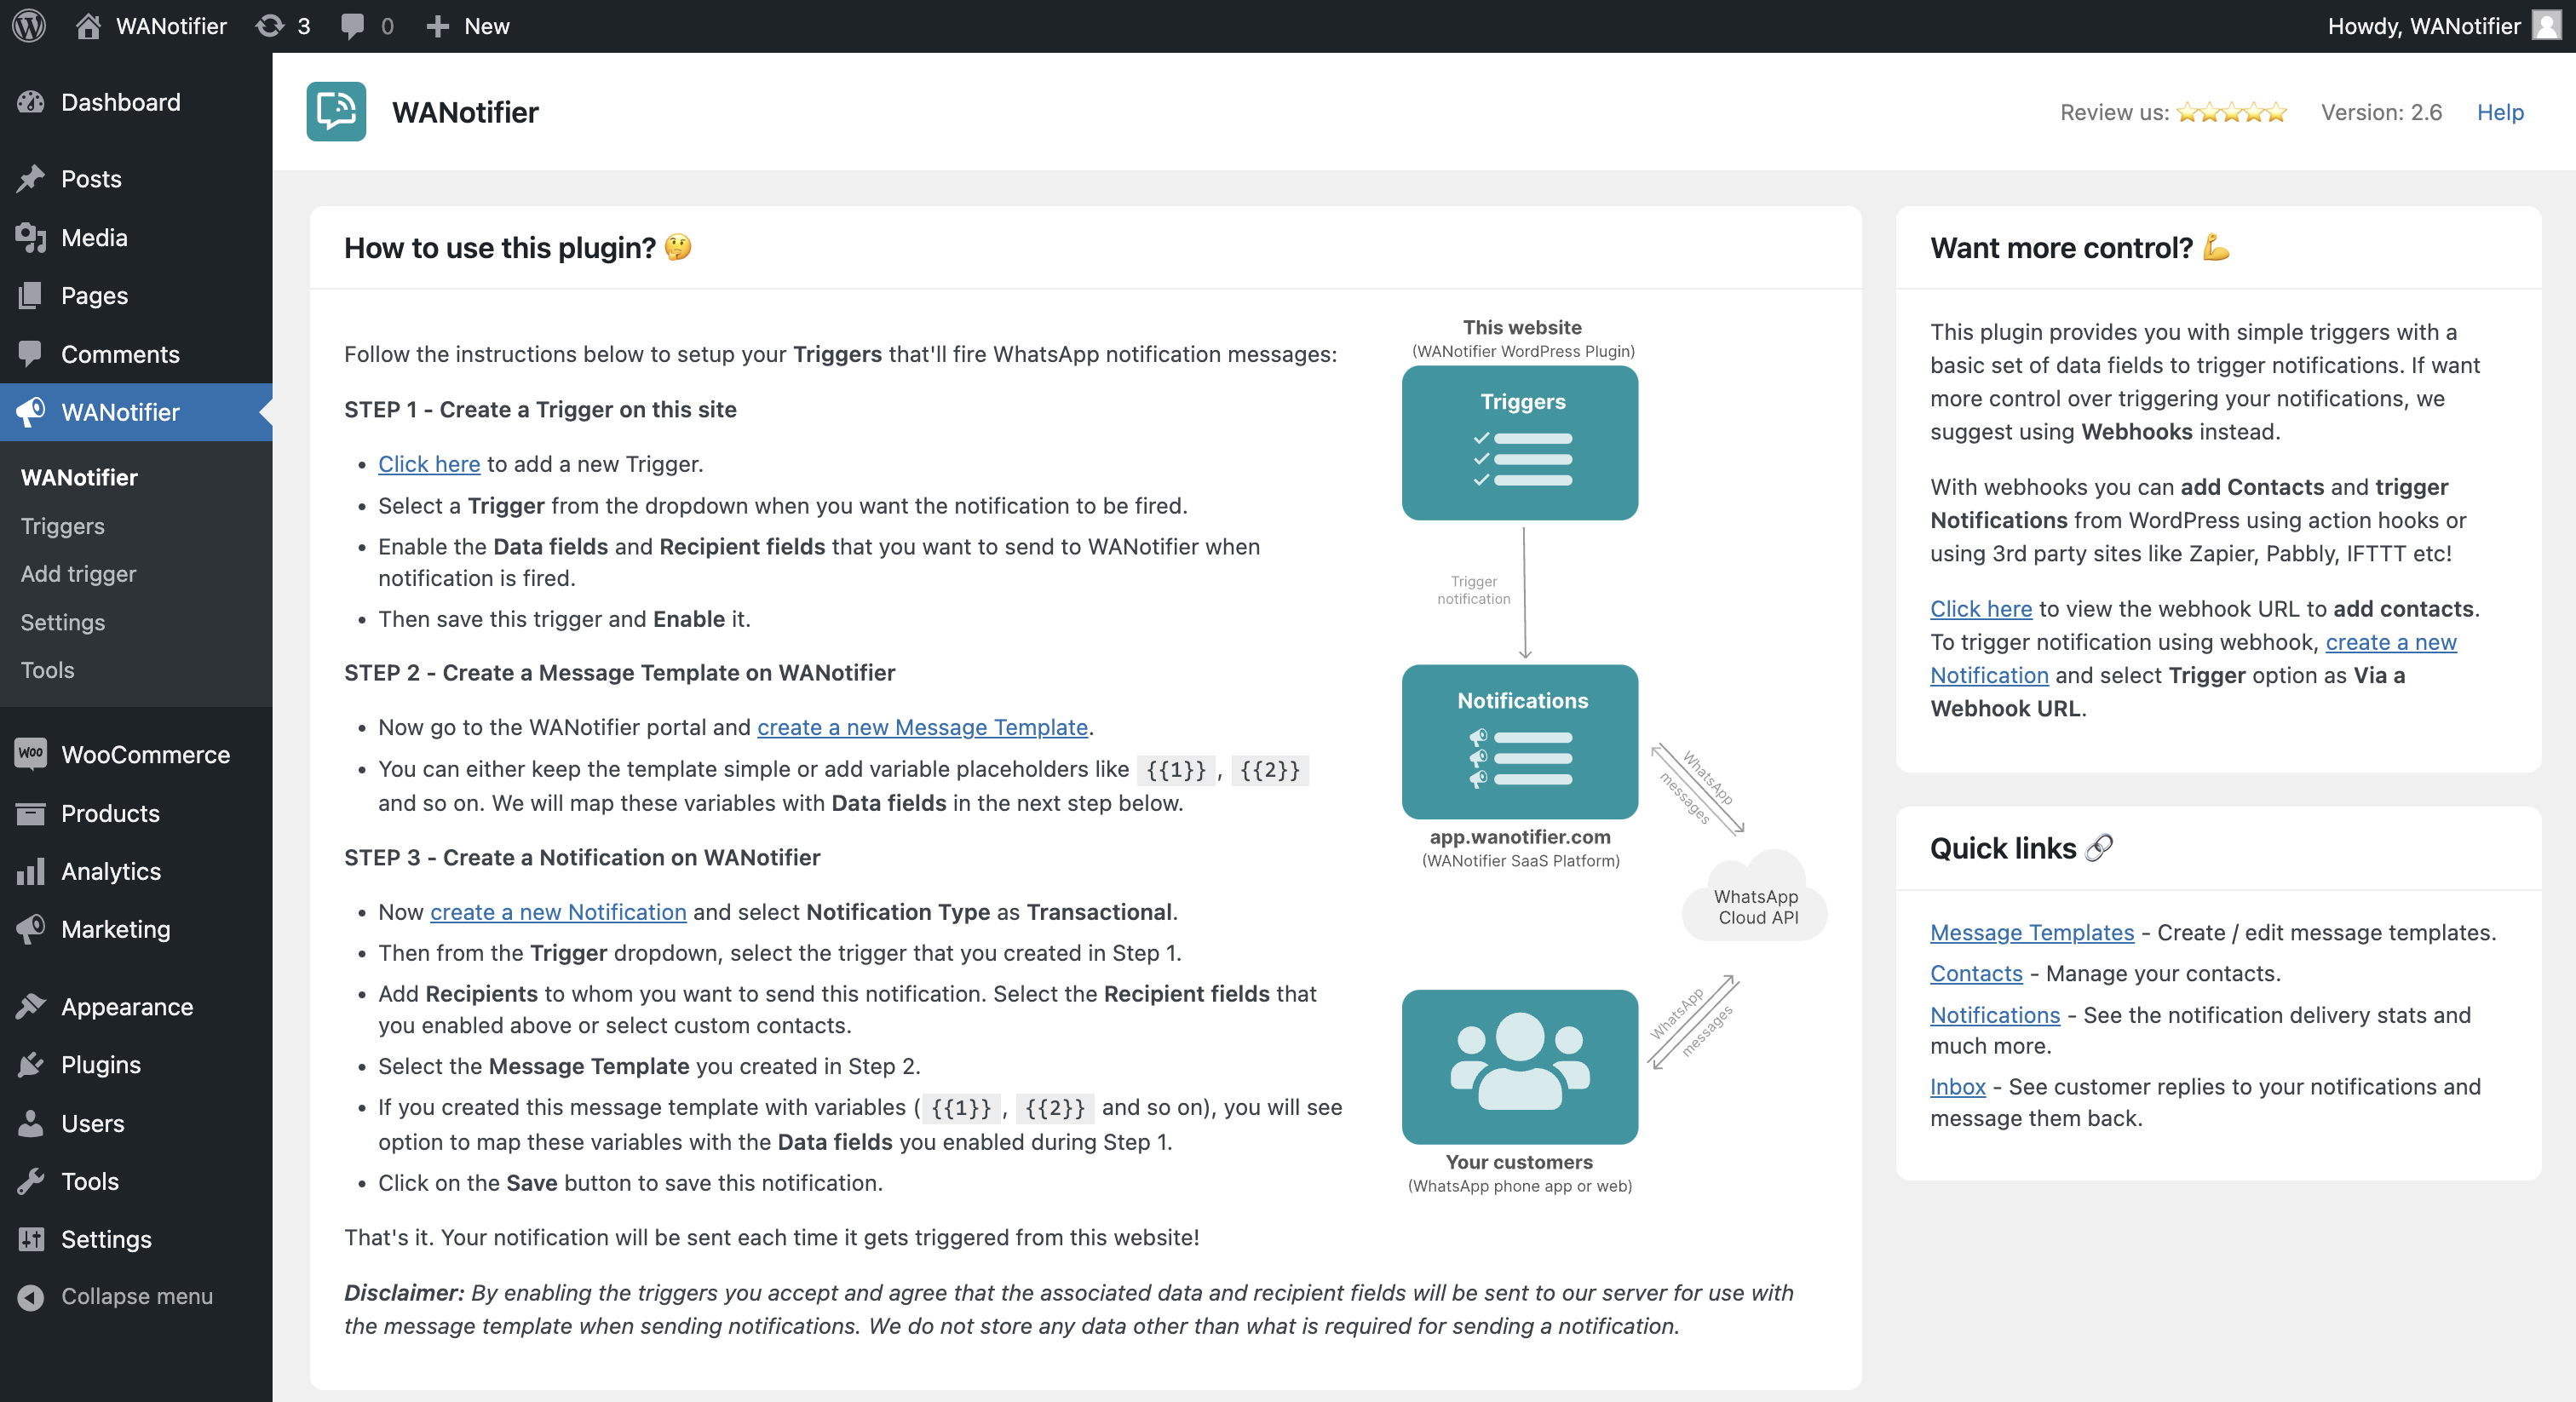 WANotifier
3
0
New
Howdy, WANotifier
Dashboard
Posts
Media
Pages
Comments
WANotifier
WANotifier
Triggers
Add trigger
Settings
Tools
WooCommerce
Products
Analytics
Marketing
Appearance
Plugins
Users
Tools
Settings
Collapse menu
WANotifier
Review us: ⭐⭐⭐⭐⭐
Version: 2.6
Help
How to use this plugin? 🤔
Follow the instructions below to setup your Triggers that'll fire WhatsApp notification messages:
STEP 1 - Create a Trigger on this site
• Click here to add a new Trigger.
• Select a Trigger from the dropdown when you want the notification to be fired.
• Enable the Data fields and Recipient fields that you want to send to WANotifier when
notification is fired.
• Then save this trigger and Enable it.
STEP 2 - Create a Message Template on WANotifier
• Now go to the WANotifier portal and create a new Message Template.
• You can either keep the template simple or add variable placeholders like {{1}}, {{2}}
and so on. We will map these variables with Data fields in the next step below.
STEP 3 - Create a Notification on WANotifier
• Now create a new Notification and select Notification Type as Transactional.
• Then from the Trigger dropdown, select the trigger that you created in Step 1.
• Add Recipients to whom you want to send this notification. Select the Recipient fields that
you enabled above or select custom contacts.
• Select the Message Template you created in Step 2.
• If you created this message template with variables ( {{1}}, {{2}} and so on), you will see
option to map these variables with the Data fields you enabled during Step 1.
• Click on the Save button to save this notification.
That's it. Your notification will be sent each time it gets triggered from this website!
Disclaimer: By enabling the triggers you accept and agree that the associated data and recipient fields will be sent to our server for use with
the message template when sending notifications. We do not store any data other than what is required for sending a notification.
This website
(WANotifier WordPress Plugin)
Triggers
Trigger
notification
Notifications
app.wanotifier.com
(WANotifier SaaS Platform)
WhatsApp
messages
WhatsApp
Cloud API
WhatsApp
messages
Your customers
(WhatsApp phone app or web)
Want more control? 💪
This plugin provides you with simple triggers with a
basic set of data fields to trigger notifications. If want
more control over triggering your notifications, we
suggest using Webhooks instead.
With webhooks you can add Contacts and trigger
Notifications from WordPress using action hooks or
using 3rd party sites like Zapier, Pabbly, IFTTT etc!
Click here to view the webhook URL to add contacts.
To trigger notification using webhook, create a new
Notification and select Trigger option as Via a
Webhook URL.
Quick links 🔗
Message Templates - Create / edit message templates.
Contacts - Manage your contacts.
Notifications - See the notification delivery stats and
much more.
Inbox - See customer replies to your notifications and
message them back.